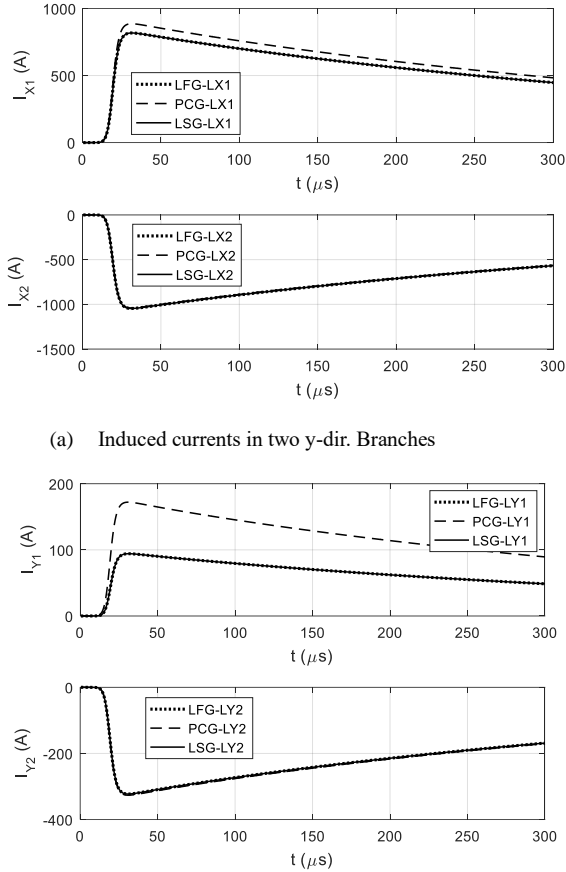 1000
500
0
I_X1 (A)
LFG-LX1
PCG-LX1
LSG-LX1
0 50 100 150 200 250 300
t (μs)
0
-500
-1000
-1500
I_X2 (A)
LFG-LX2
PCG-LX2
LSG-LX2
0 50 100 150 200 250 300
t (μs)
(a) Induced currents in two y-dir. Branches
200
100
0
I_Y1 (A)
LFG-LY1
PCG-LY1
LSG-LY1
0 50 100 150 200 250 300
t (μs)
0
-200
-400
I_Y2 (A)
LFG-LY2
PCG-LY2
LSG-LY2
0 50 100 150 200 250 300
t (μs)